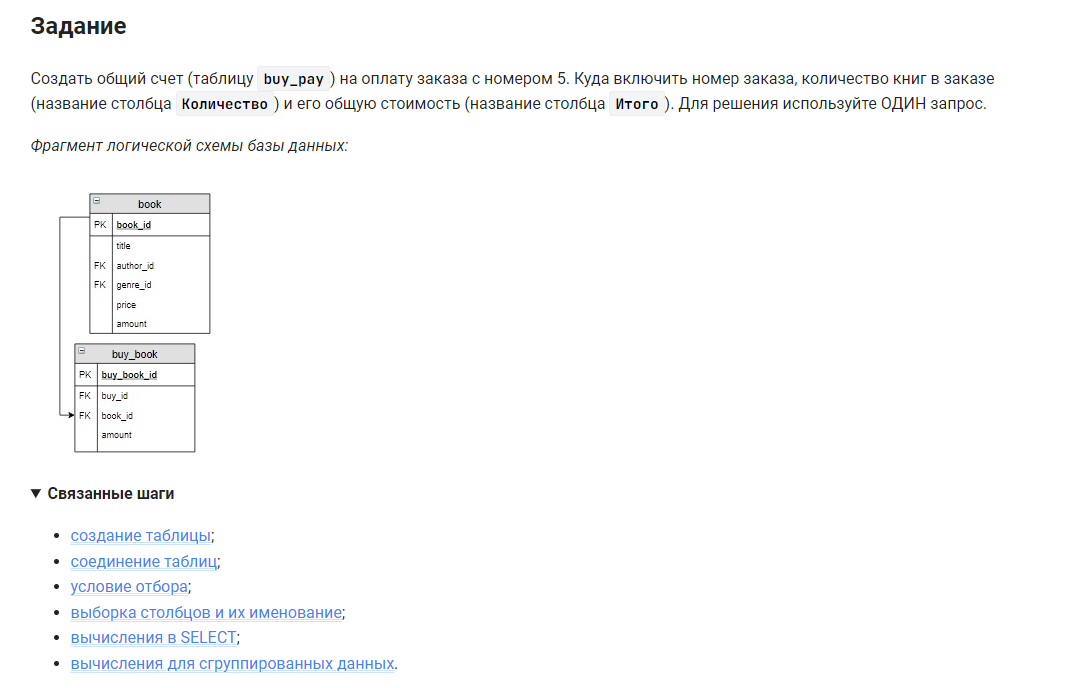 Задание
Создать общий счет (таблицу buy_pay) на оплату заказа с номером 5. Куда включить номер заказа, количество книг в заказе
(название столбца Количество) и его общую стоимость (название столбца Итого). Для решения используйте ОДИН запрос.
Фрагмент логической схемы базы данных:
book
PK book_id
title
FK author_id
FK genre_id
price
amount
buy_book
PK buy_book_id
FK buy_id
FK book_id
amount
Связанные шаги
создание таблицы;
соединение таблиц;
условие отбора;
выборка столбцов и их именование;
вычисления в SELECT;
вычисления для сгруппированных данных.